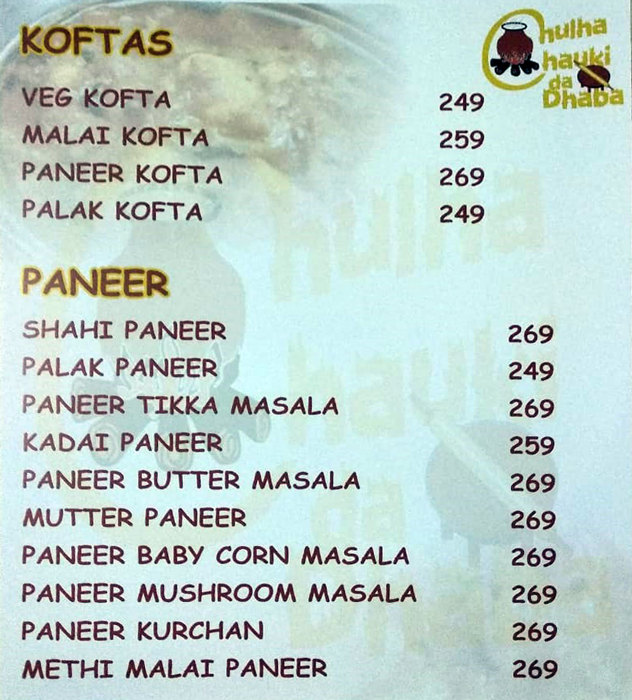 Chulha
Chauki
da
Dhaba
KOFTAS
VEG KOFTA 249
MALAI KOFTA 259
PANEER KOFTA 269
PALAK KOFTA 249
PANEER
SHAHI PANEER 269
PALAK PANEER 249
PANEER TIKKA MASALA 269
KADAI PANEER 259
PANEER BUTTER MASALA 269
MUTTER PANEER 269
PANEER BABY CORN MASALA 269
PANEER MUSHROOM MASALA 269
PANEER KURCHAN 269
METHI MALAI PANEER 269